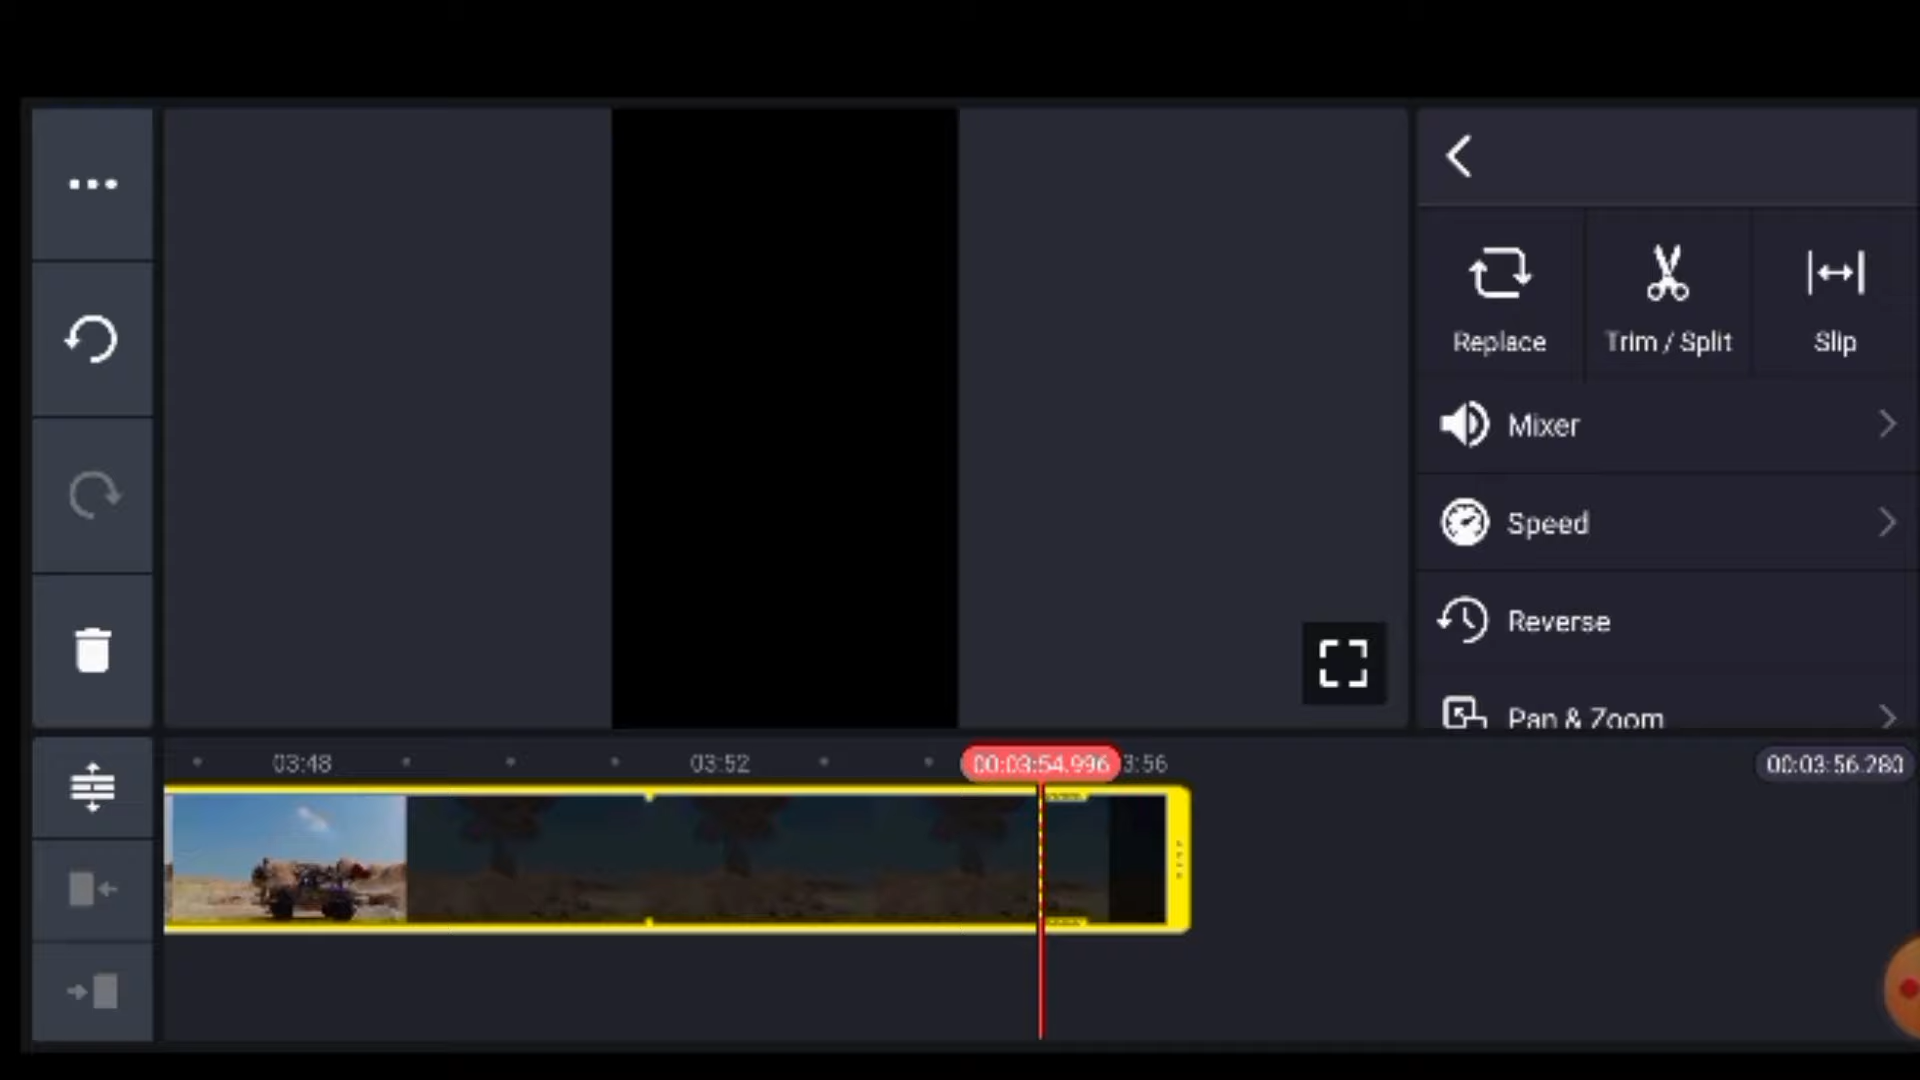 Replace
Trim / Split
Slip
Mixer
Speed
Reverse
Pan & Zoom
03:48
03:52
00:03:54.996
3:56
00:03:56.280